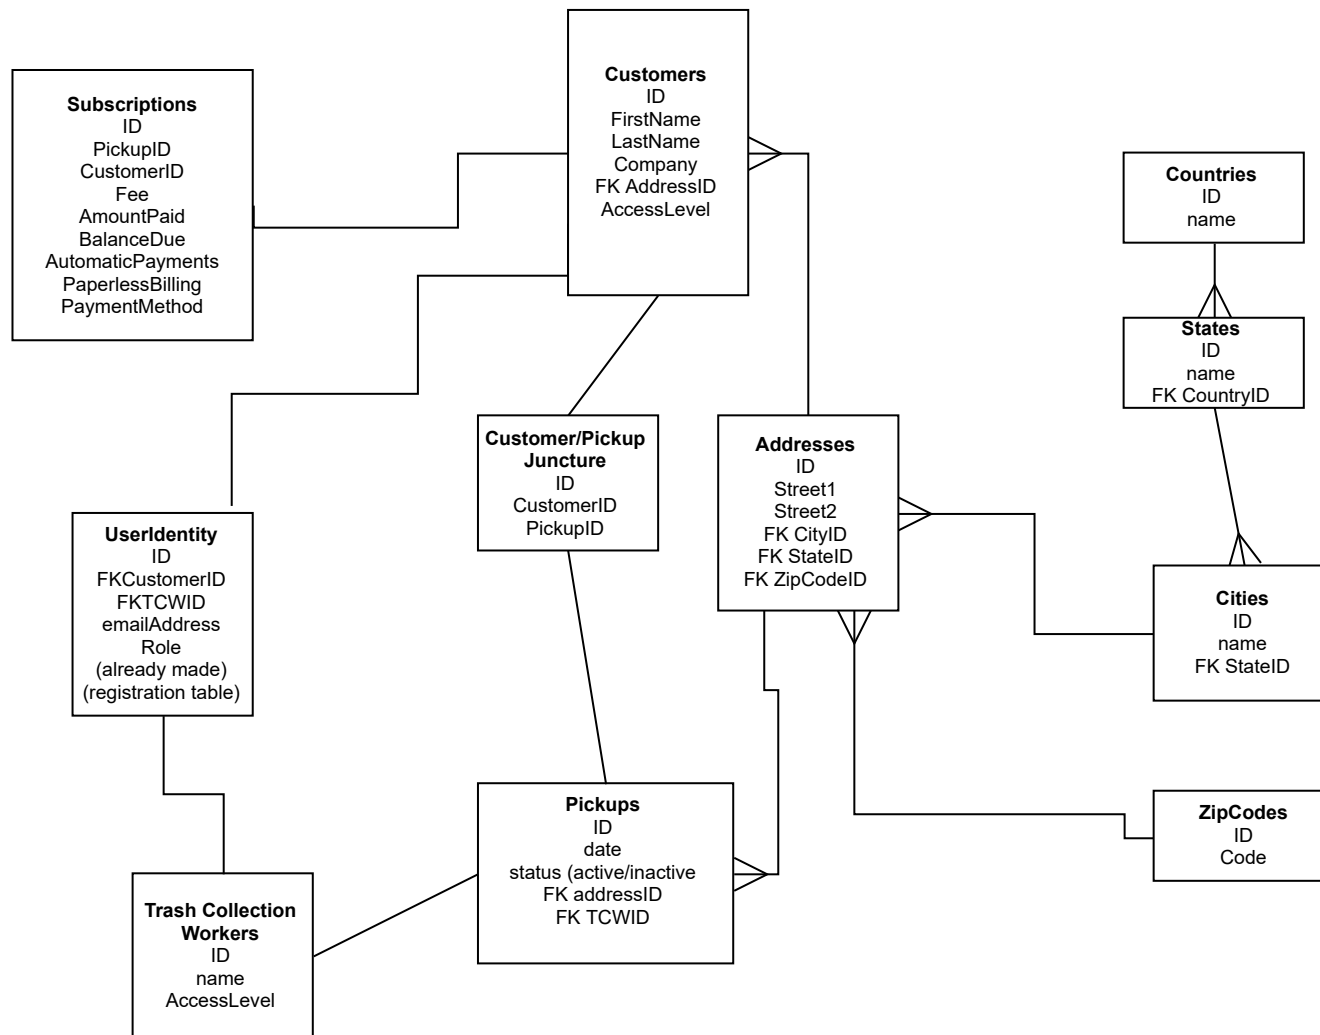 Subscriptions
ID
PickupID
CustomerID
Fee
AmountPaid
BalanceDue
AutomaticPayments
PaperlessBilling
PaymentMethod
Customers
ID
FirstName
LastName
Company
FK AddressID
AccessLevel
Countries
ID
name
States
ID
name
FK CountryID
Customer/Pickup
Juncture
ID
CustomerID
PickupID
Addresses
ID
Street1
Street2
FK CityID
FK StateID
FK ZipCodeID
UserIdentity
ID
FKCustomerID
FKTCWID
emailAddress
Role
(already made)
(registration table)
Cities
ID
name
FK StateID
Pickups
ID
date
status (active/inactive
FK addressID
FK TCWID
ZipCodes
ID
Code
Trash Collection
Workers
ID
name
AccessLevel